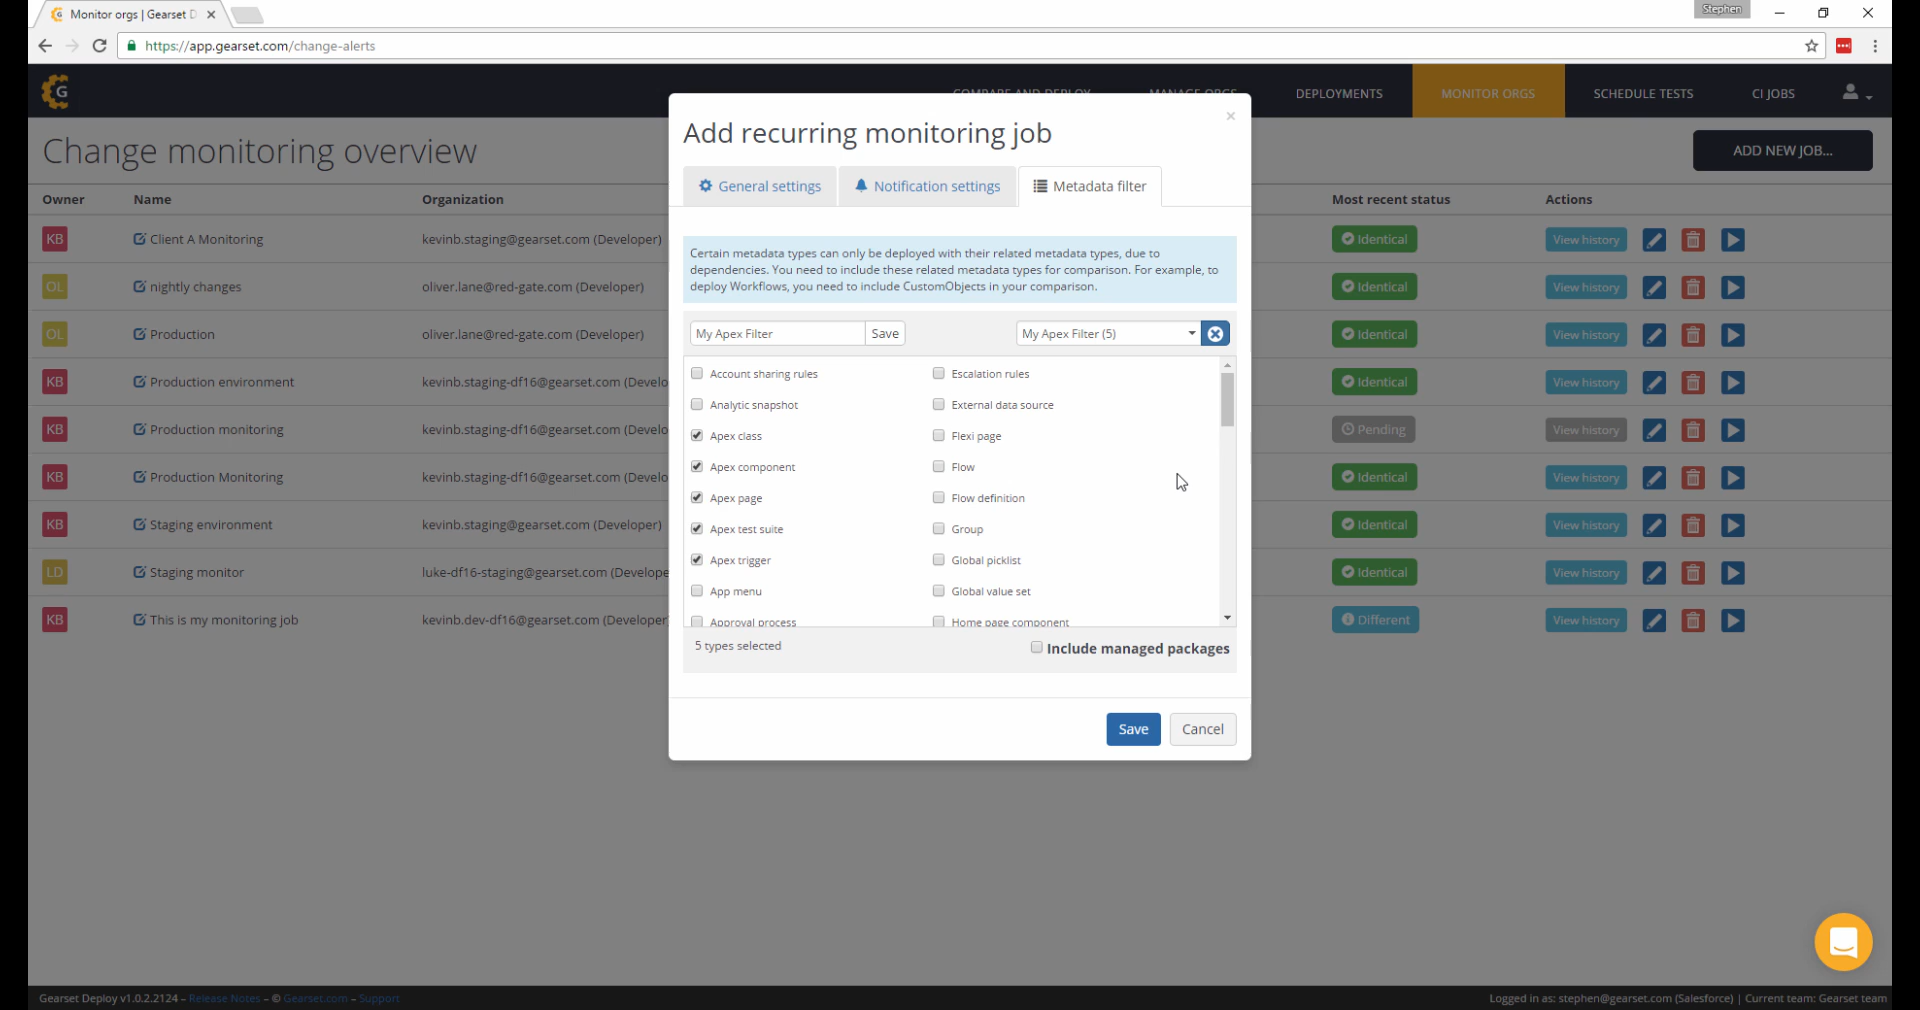 Monitor orgs | Gearset D
Stephen
https://app.gearset.com/change-alerts
G
COMPARE AND DEPLOY
MANAGE ORGS
DEPLOYMENTS
MONITOR ORGS
SCHEDULE TESTS
CI JOBS
Change monitoring overview
ADD NEW JOB...
Owner Name Organization Most recent status Actions
KB Client A Monitoring kevinb.staging@gearset.com (Developer) Identical View history
OL nightly changes oliver.lane@red-gate.com (Developer) Identical View history
OL Production oliver.lane@red-gate.com (Developer) Identical View history
KB Production environment kevinb.staging-df16@gearset.com (Develo Identical View history
KB Production monitoring kevinb.staging-df16@gearset.com (Develo Pending View history
KB Production Monitoring kevinb.staging-df16@gearset.com (Develo Identical View history
KB Staging environment kevinb.staging@gearset.com (Developer) Identical View history
LD Staging monitor luke-df16-staging@gearset.com (Develope Identical View history
KB This is my monitoring job kevinb.dev-df16@gearset.com (Developer Different View history
Add recurring monitoring job
×
General settings
Notification settings
Metadata filter
Certain metadata types can only be deployed with their related metadata types, due to
dependencies. You need to include these related metadata types for comparison. For example, to
deploy Workflows, you need to include CustomObjects in your comparison.
My Apex Filter Save My Apex Filter (5)
Account sharing rules Escalation rules
Analytic snapshot External data source
Apex class Flexi page
Apex component Flow
Apex page Flow definition
Apex test suite Group
Apex trigger Global picklist
App menu Global value set
Approval process Home page component
5 types selected Include managed packages
Save Cancel
Gearset Deploy v1.0.2.2124 – Release Notes – © Gearset.com – Support
Logged in as: stephen@gearset.com (Salesforce) | Current team: Gearset team